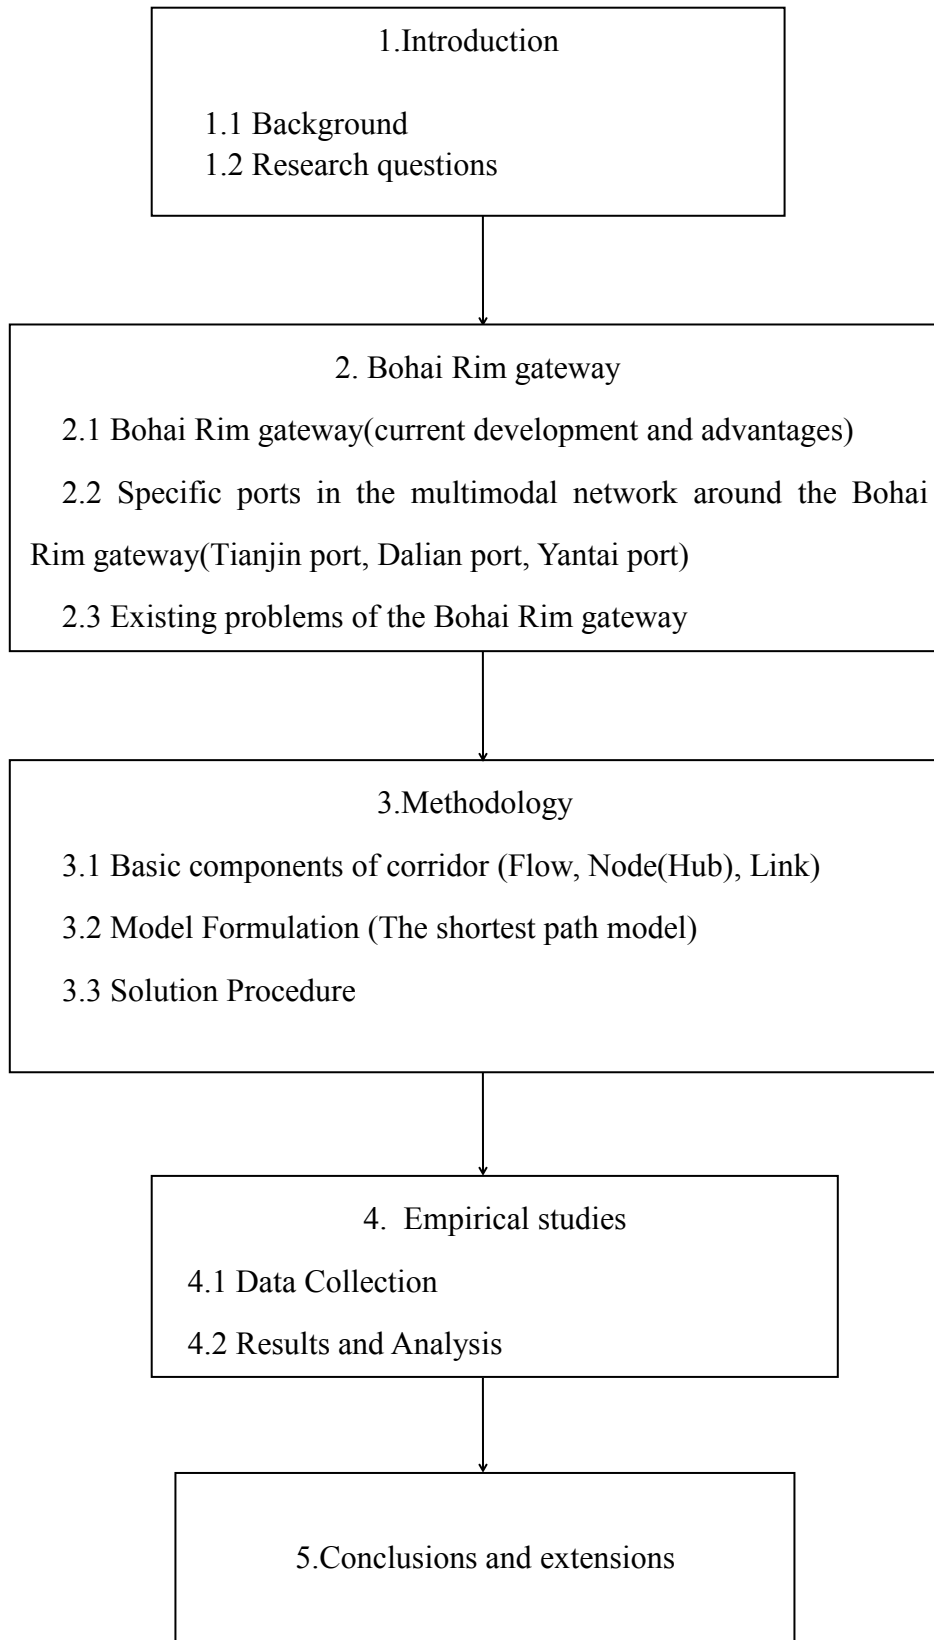 1.Introduction
1.1 Background
1.2 Research questions
2. Bohai Rim gateway
2.1 Bohai Rim gateway(current development and advantages)
2.2 Specific ports in the multimodal network around the Bohai
Rim gateway(Tianjin port, Dalian port, Yantai port)
2.3 Existing problems of the Bohai Rim gateway
3.Methodology
3.1 Basic components of corridor (Flow, Node(Hub), Link)
3.2 Model Formulation (The shortest path model)
3.3 Solution Procedure
4.  Empirical studies
4.1 Data Collection
4.2 Results and Analysis
5.Conclusions and extensions